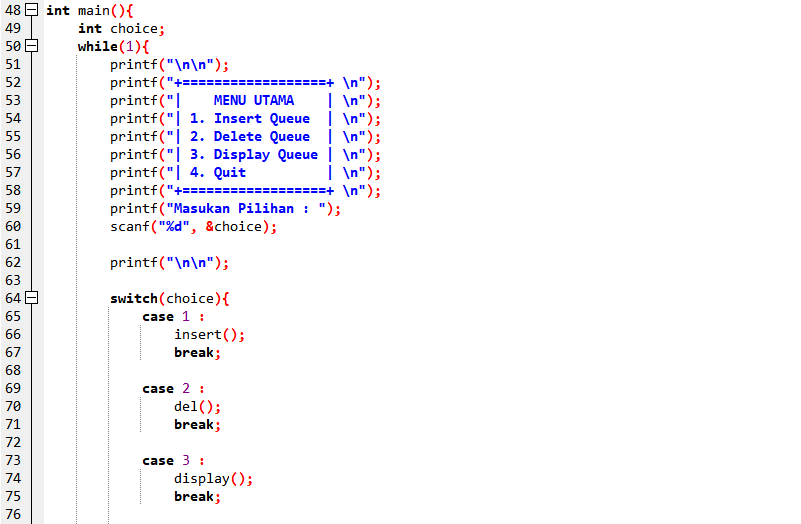 48 int main(){
49     int choice;
50     while(1){
51         printf("\n\n");
52         printf("+==================+ \n");
53         printf("|    MENU UTAMA    | \n");
54         printf("| 1. Insert Queue  | \n");
55         printf("| 2. Delete Queue  | \n");
56         printf("| 3. Display Queue | \n");
57         printf("| 4. Quit          | \n");
58         printf("+==================+ \n");
59         printf("Masukan Pilihan : ");
60         scanf("%d", &choice);
61
62         printf("\n\n");
63
64         switch(choice){
65             case 1 :
66                 insert();
67                 break;
68
69             case 2 :
70                 del();
71                 break;
72
73             case 3 :
74                 display();
75                 break;
76